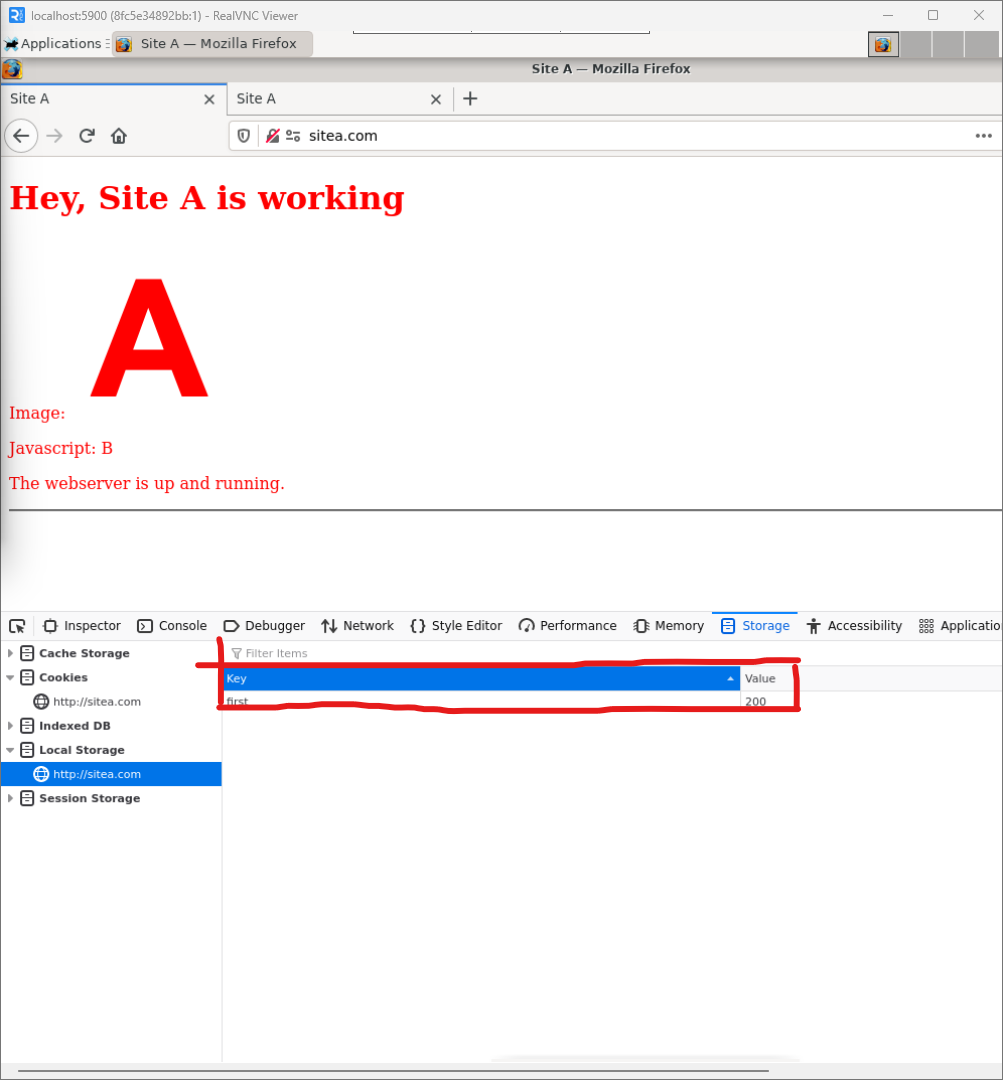 localhost:5900 (8fc5e34892bb:1) - RealVNC Viewer
Applications Site A — Mozilla Firefox
Site A — Mozilla Firefox
Site A Site A
sitea.com
Hey, Site A is working
A
Image:
Javascript: B
The webserver is up and running.
Inspector Console Debugger Network Style Editor Performance Memory Storage Accessibility Applicatio
Cache Storage Filter Items
Cookies Key Value
http://sitea.com first 200
Indexed DB
Local Storage
http://sitea.com
Session Storage